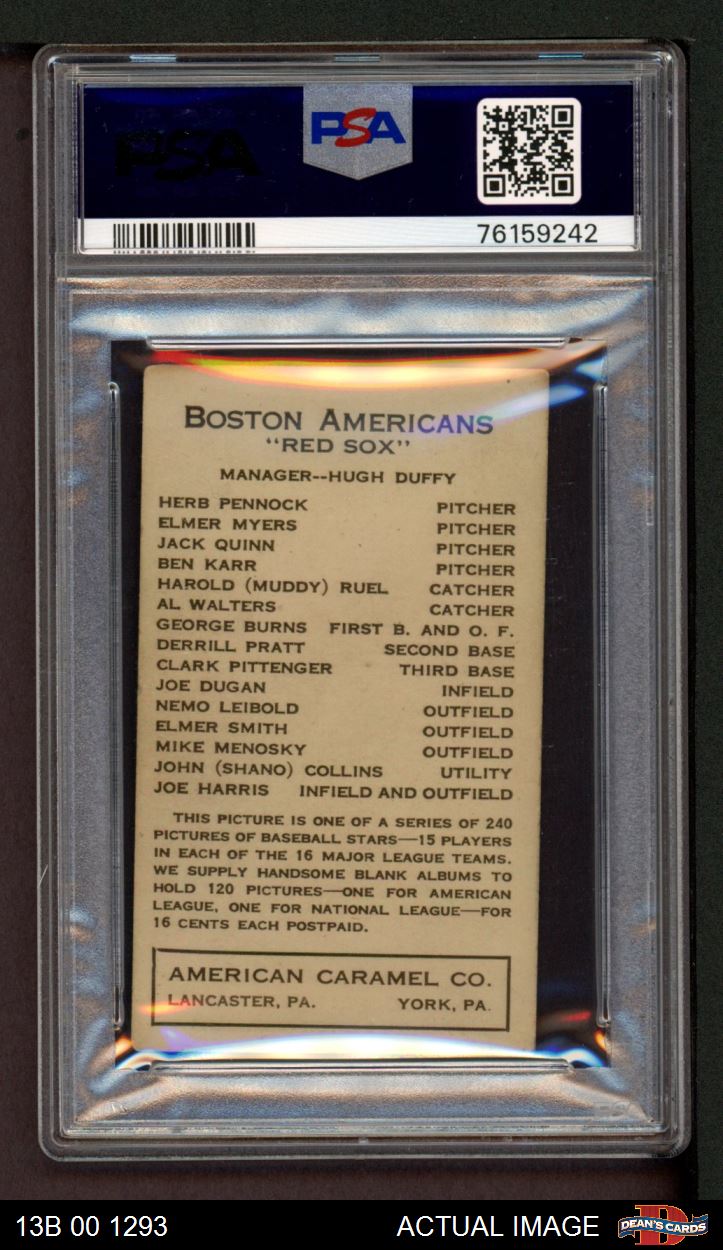 PSA
PSA
76159242
BOSTON AMERICANS
"RED SOX"
MANAGER--HUGH DUFFY
HERB PENNOCK PITCHER
ELMER MYERS PITCHER
JACK QUINN PITCHER
BEN KARR PITCHER
HAROLD (MUDDY) RUEL CATCHER
AL WALTERS CATCHER
GEORGE BURNS FIRST B. AND O. F.
DERRILL PRATT SECOND BASE
CLARK PITTENGER THIRD BASE
JOE DUGAN INFIELD
NEMO LEIBOLD OUTFIELD
ELMER SMITH OUTFIELD
MIKE MENOSKY OUTFIELD
JOHN (SHANO) COLLINS UTILITY
JOE HARRIS INFIELD AND OUTFIELD
THIS PICTURE IS ONE OF A SERIES OF 240
PICTURES OF BASEBALL STARS—15 PLAYERS
IN EACH OF THE 16 MAJOR LEAGUE TEAMS.
WE SUPPLY HANDSOME BLANK ALBUMS TO
HOLD 120 PICTURES—ONE FOR AMERICAN
LEAGUE, ONE FOR NATIONAL LEAGUE—FOR
16 CENTS EACH POSTPAID.
AMERICAN CARAMEL CO.
LANCASTER, PA. YORK, PA.
13B 00 1293 ACTUAL IMAGE DEAN'S CARDS